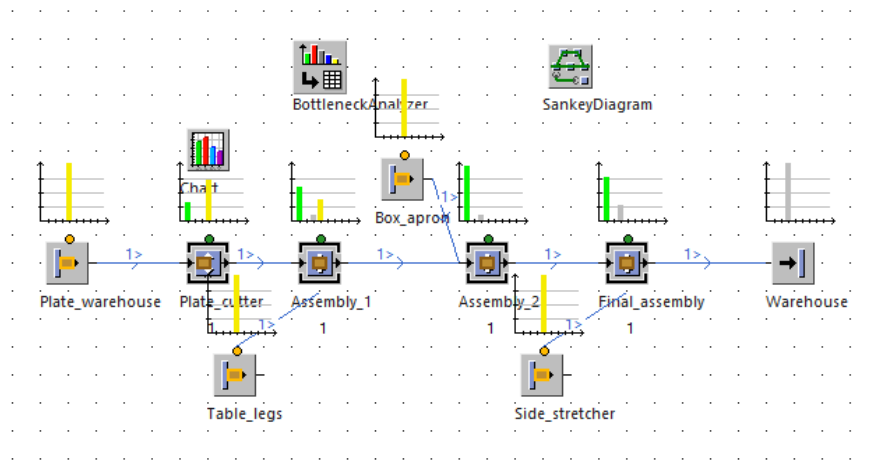 BottleneckAnalyzer
SankeyDiagram
Chart
1>
Box_apron
1>
1>
1>
1>
1>
Plate_warehouse
Plate_cutter
Assembly_1
Assembly_2
Final_assembly
Warehouse
1
1>
1
1
1>
1
Table_legs
Side_stretcher